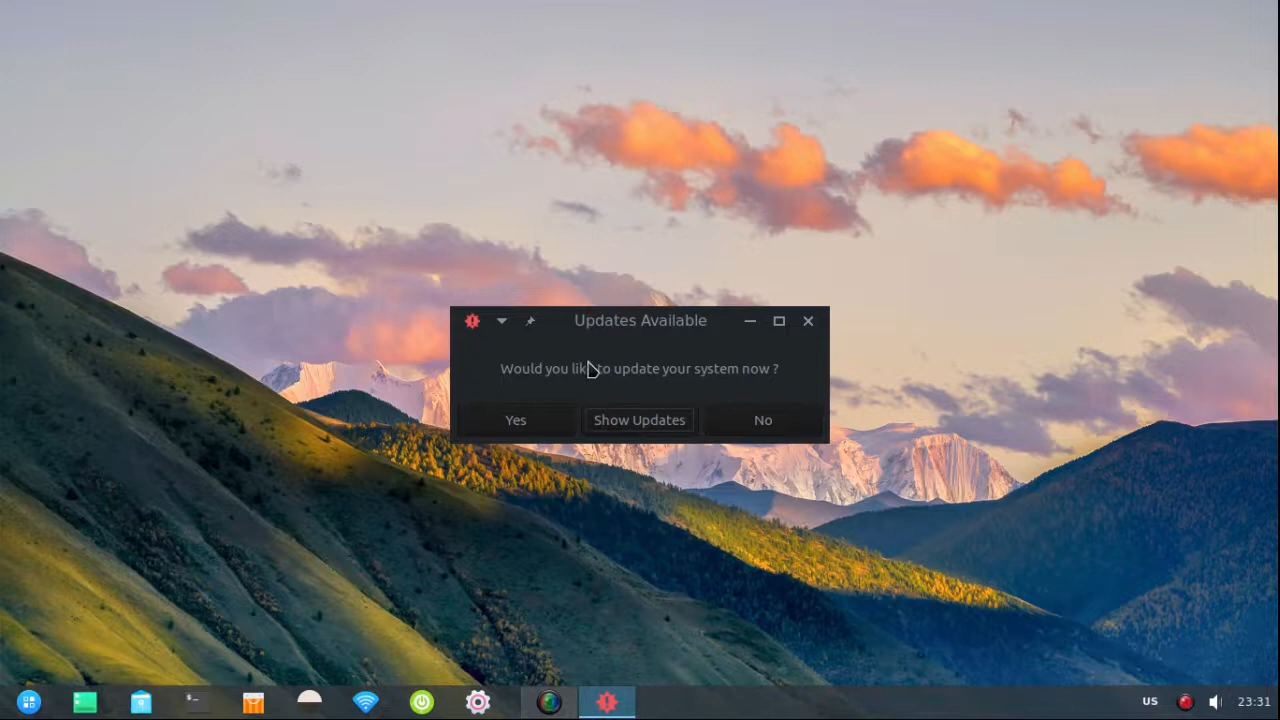 Updates Available
Would you like to update your system now ?
Yes
Show Updates
No
US
23:31